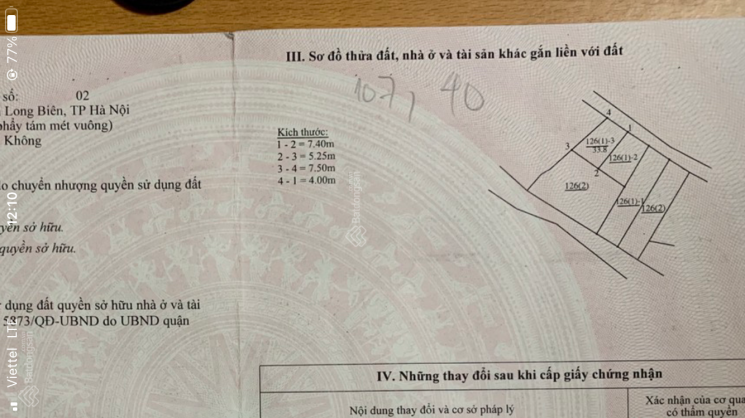 77%
12:10
Viettel LTE
III. Sơ đồ thửa đất, nhà ở và tài sản khác gắn liền với đất
107, 40
số: 02
Long Biên, TP Hà Nội
phẩy tám mét vuông)
Không
o chuyển nhượng quyền sử dụng đất
yền sở hữu.
quyền sở hữu.
dụng đất quyền sở hữu nhà ở và tài
5873/QĐ-UBND do UBND quận
Kích thước:
1 - 2 = 7.40m
2 - 3 = 5.25m
3 - 4 = 7.50m
4 - 1 = 4.00m
4
1
3
126(1)-3
33.8
126(1)-2
2
126(2)
126(1)-1
126(2)
Batdongsan
Batdongsan
IV. Những thay đổi sau khi cấp giấy chứng nhận
Nội dung thay đổi và cơ sở pháp lý
Xác nhận của cơ qua
có thẩm quyền